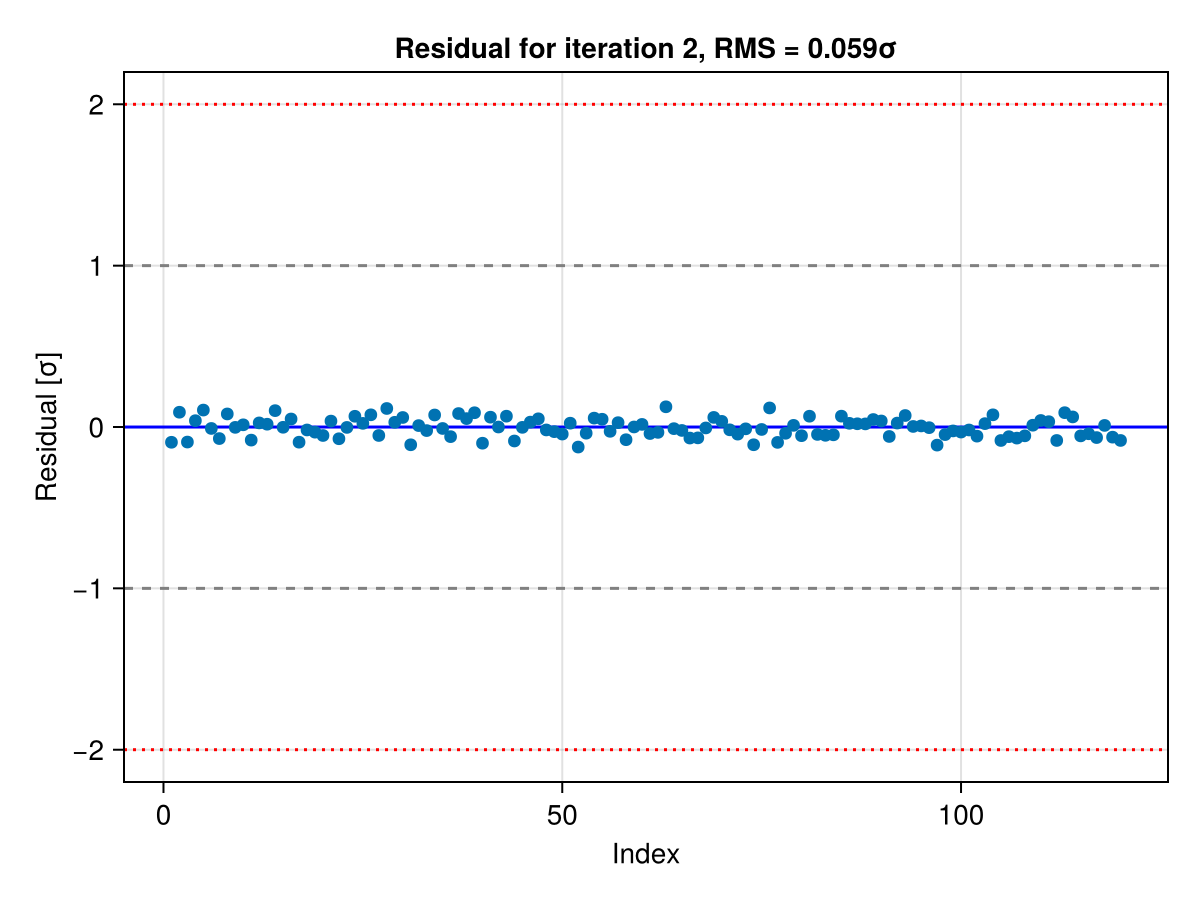 Residual for iteration 2, RMS = 0.059σ
Residual [σ]
2
1
0
−1
−2
0 50 100
Index